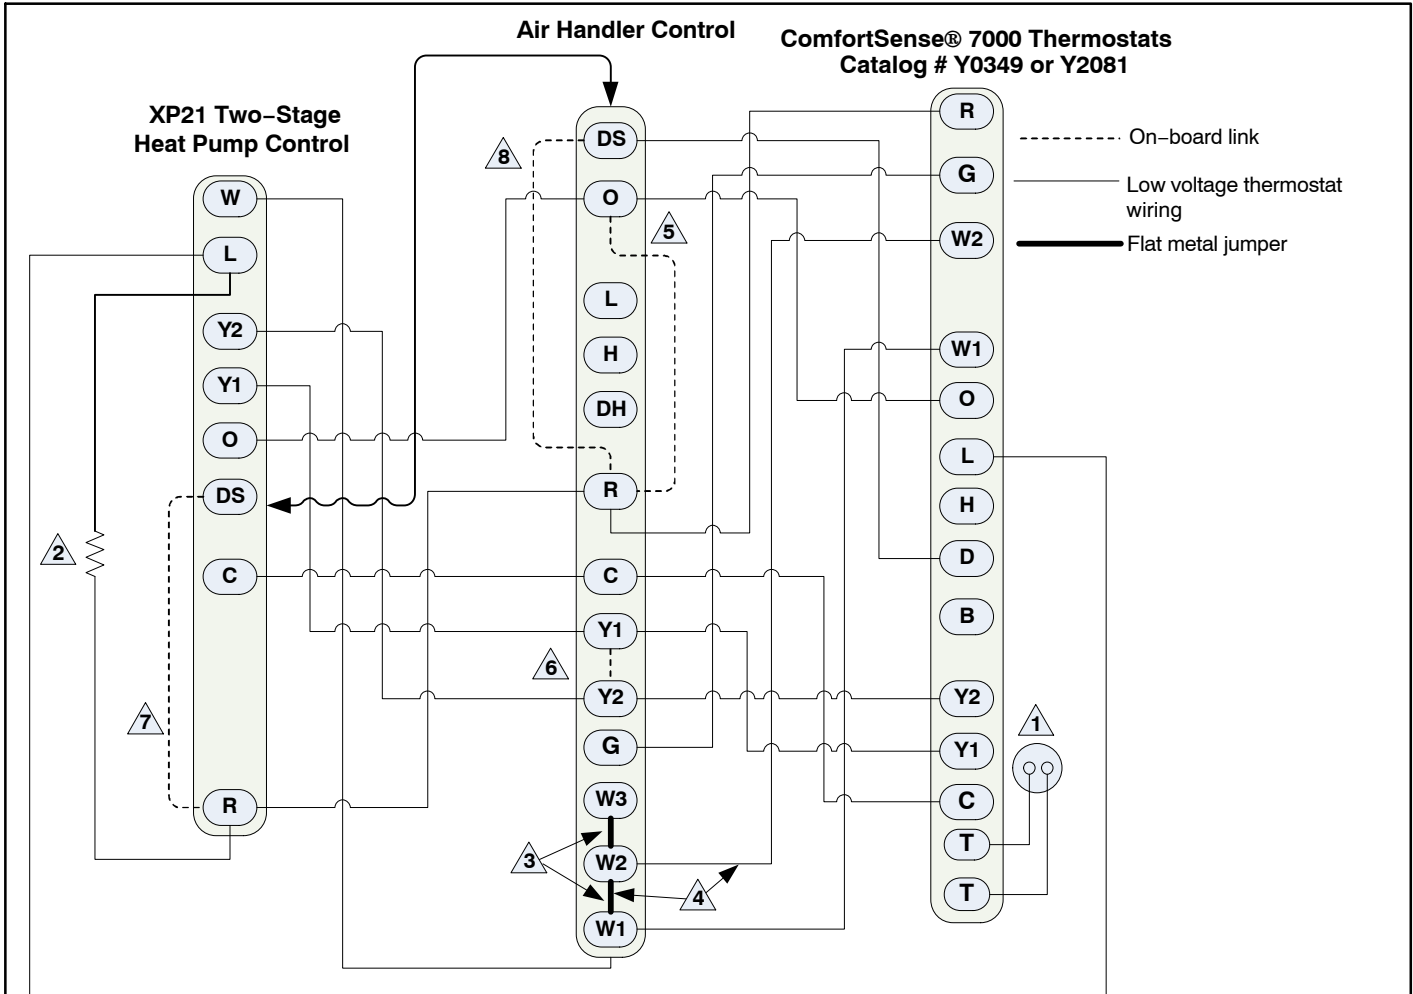 Air Handler Control
ComfortSense® 7000 Thermostats
Catalog # Y0349 or Y2081
XP21 Two−Stage
Heat Pump Control
On−board link
Low voltage thermostat
wiring
Flat metal jumper
W
L
Y2
Y1
O
DS
C
R
2
7
8
5
6
3
4
DS
O
L
H
DH
R
C
Y1
Y2
G
W3
W2
W1
R
G
W2
W1
O
L
H
D
B
Y2
Y1
C
T
T
1